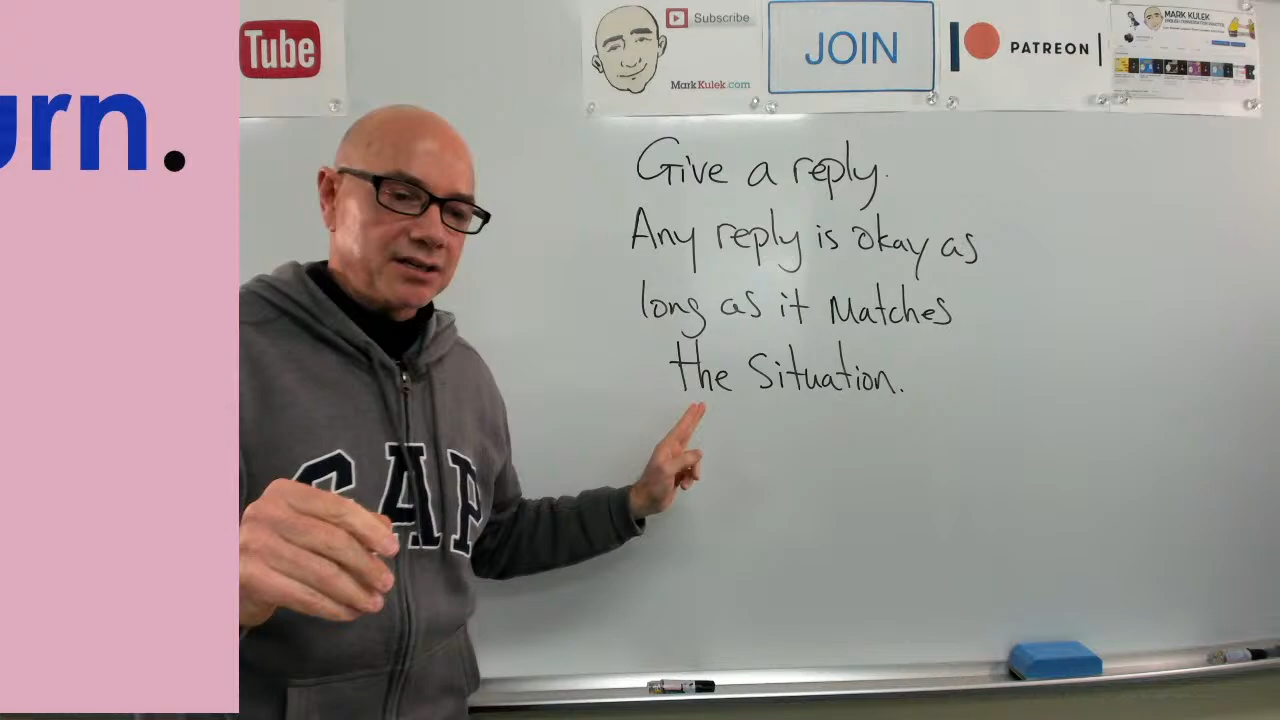 urn.
Tube
Subscribe
MarkKulek.com
JOIN
PATREON
MARK KULEK
Give a reply.
Any reply is okay as
long as it matches
the Situation.
GAP